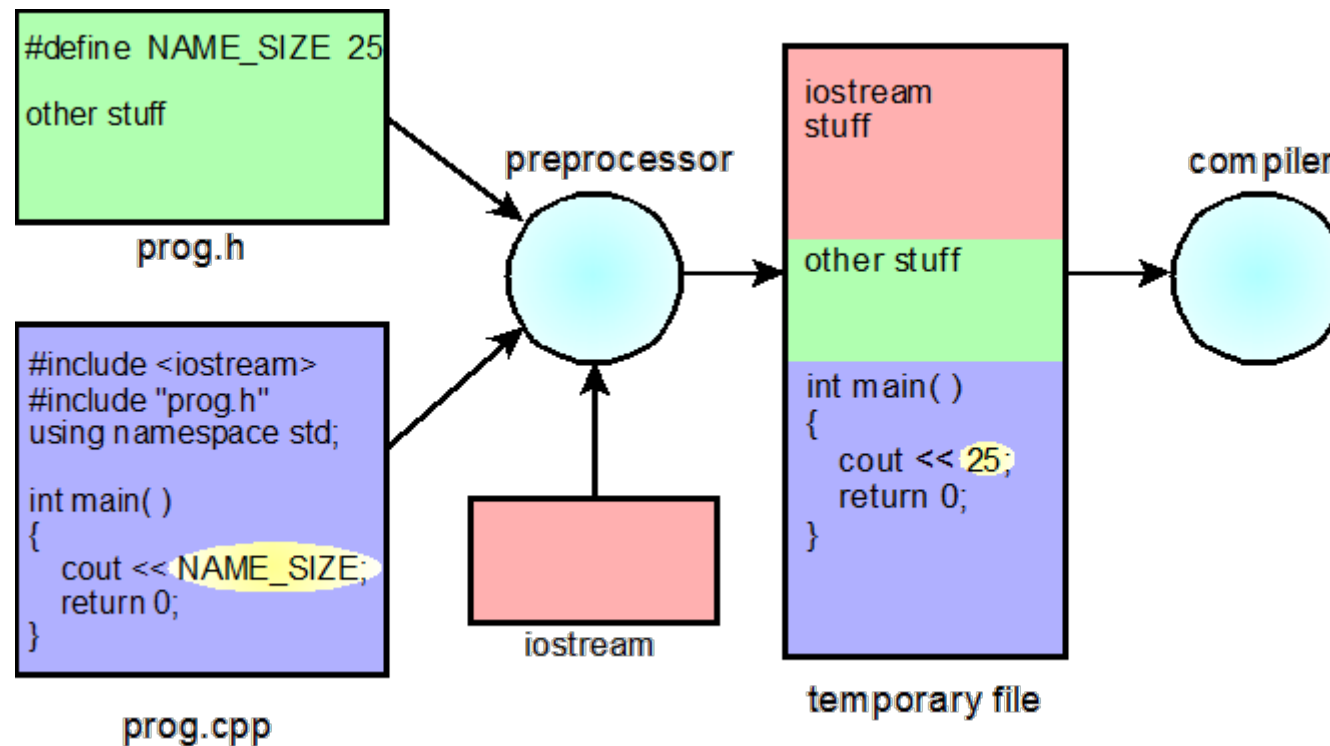 #define NAME_SIZE 25
other stuff
prog.h
#include <iostream>
#include "prog.h"
using namespace std;
int main( )
{
cout << NAME_SIZE;
return 0;
}
prog.cpp
preprocessor
iostream
iostream
stuff
other stuff
int main( )
{
cout << 25;
return 0;
}
temporary file
compiler